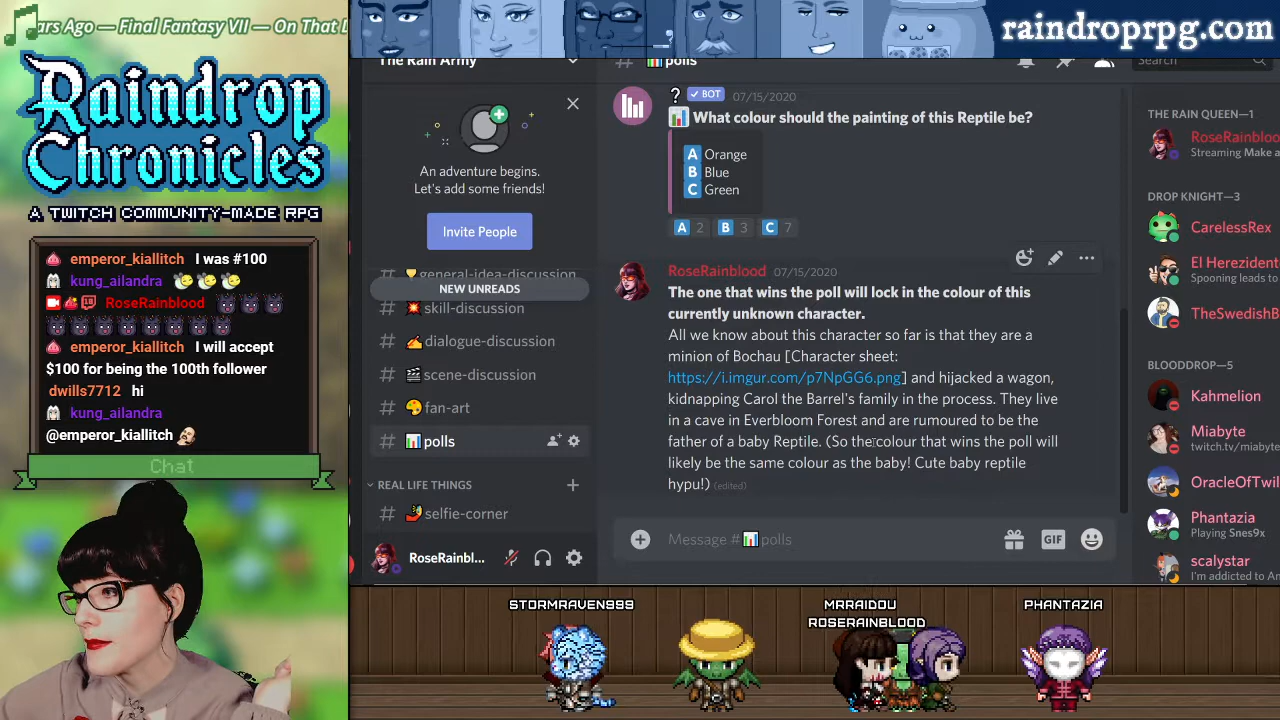 ars Ago — Final Fantasy VII — On That
Raindrop
Chronicles
A TWITCH COMMUNITY-MADE RPG
emperor_kiallitch I was #100
kung_ailandra
RoseRainblood
emperor_kiallitch I will accept
$100 for being the 100th follower
dwills7712 hi
kung_ailandra
@emperor_kiallitch
Chat
raindroprpg.com
The Rain Army
An adventure begins.
Let's add some friends!
Invite People
# general-idea-discussion
NEW UNREADS
# skill-discussion
# dialogue-discussion
# scene-discussion
# fan-art
# polls
REAL LIFE THINGS
# selfie-corner
RoseRainbl...
# polls
Search
? BOT 07/15/2020
What colour should the painting of this Reptile be?
A Orange
B Blue
C Green
A 2 B 3 C 7
RoseRainblood 07/15/2020
The one that wins the poll will lock in the colour of this
currently unknown character.
All we know about this character so far is that they are a
minion of Bochau [Character sheet:
https://i.imgur.com/p7NpGG6.png] and hijacked a wagon,
kidnapping Carol the Barrel's family in the process. They live
in a cave in Everbloom Forest and are rumoured to be the
father of a baby Reptile. (So the colour that wins the poll will
likely be the same colour as the baby! Cute baby reptile
hypu!) (edited)
Message # polls
GIF
THE RAIN QUEEN—1
RoseRainbloo
Streaming Make a
DROP KNIGHT—3
CarelessRex
El Herezident
Spooning leads to
TheSwedishB
BLOODDROP—5
Kahmelion
Miabyte
twitch.tv/miabyte
OracleOfTwil
Phantazia
Playing Snes9x
scalystar
I'm addicted to An
STORMRAVEN999
MRRAIDOU
ROSERAINBLOOD
PHANTAZIA